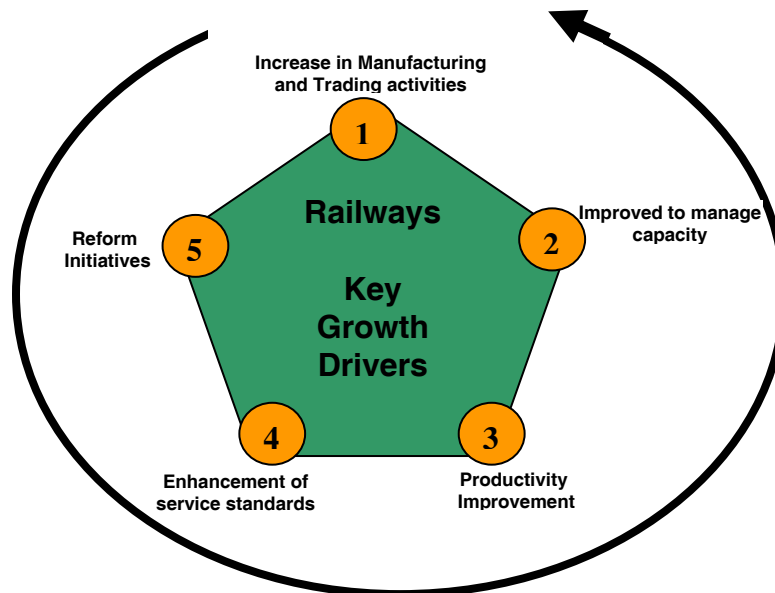 Increase in Manufacturing
and Trading activities
1
Railways
Key
Growth
Drivers
2
Improved to manage
capacity
3
Productivity
Improvement
4
Enhancement of
service standards
5
Reform
Initiatives